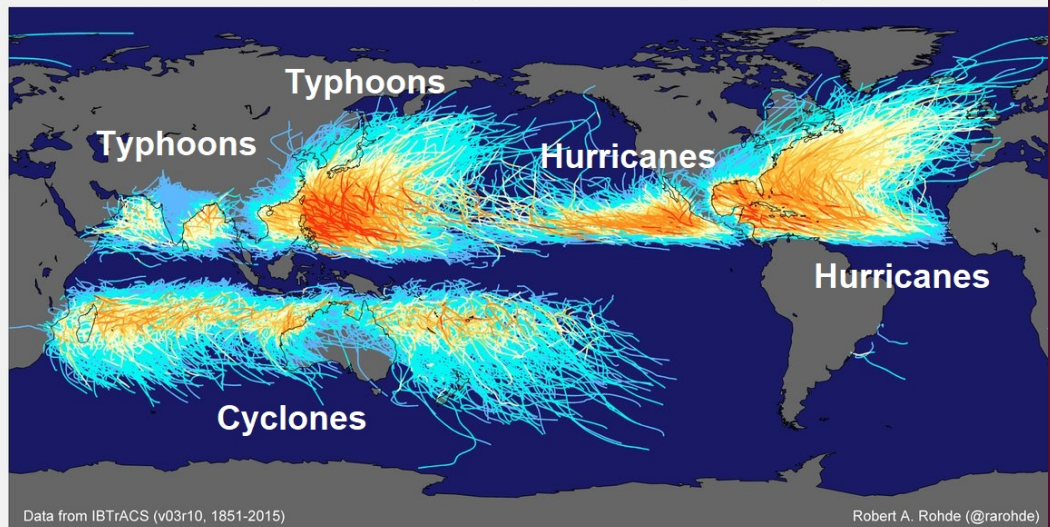 Typhoons
Typhoons
Hurricanes
Hurricanes
Cyclones
Data from IBTrACS (v03r10, 1851-2015)
Robert A. Rohde (@rarohde)